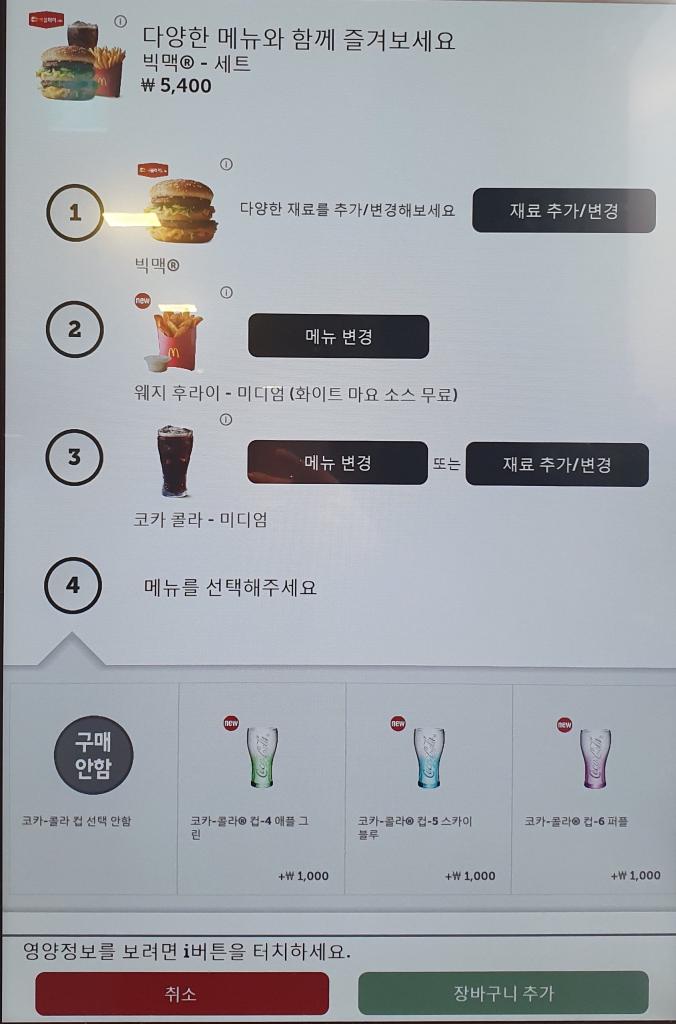 다양한 메뉴와 함께 즐겨보세요
빅맥® - 세트
₩ 5,400
1
다양한 재료를 추가/변경해보세요
재료 추가/변경
빅맥®
2
new
메뉴 변경
웨지 후라이 - 미디엄 (화이트 마요 소스 무료)
3
메뉴 변경
또는
재료 추가/변경
코카 콜라 - 미디엄
4
메뉴를 선택해주세요
구매
안함
코카-콜라 컵 선택 안함
new
코카-콜라® 컵-4 애플 그
린
+₩ 1,000
new
코카-콜라® 컵-5 스카이
블루
+₩ 1,000
new
코카-콜라® 컵-6 퍼플
+₩ 1,000
영양정보를 보려면 i버튼을 터치하세요.
취소
장바구니 추가